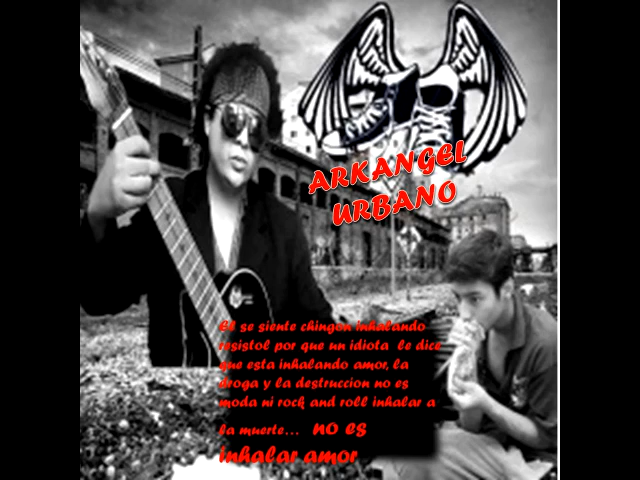 ARKANGEL
URBANO
El se siente chingon inhalando
resistol por que un idiota le dice
que esta inhalando amor, la
droga y la destruccion no es
moda ni rock and roll inhalar a
la muerte... no es
inhalar amor